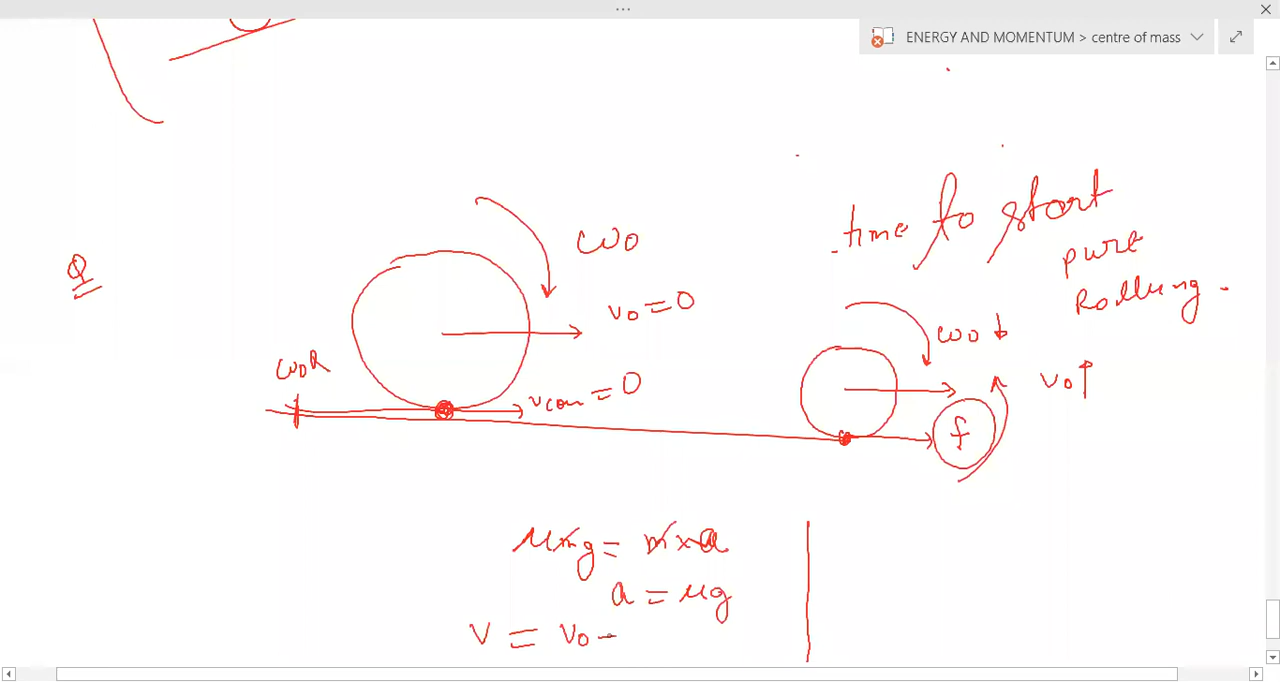 ENERGY AND MOMENTUM > centre of mass
time to start
pure
Rolling.
Q
ω0
v0 = 0
ω0R
vcom = 0
ω0↓
v0↑
f
μmg = m×a
a = μg
v = v0 -